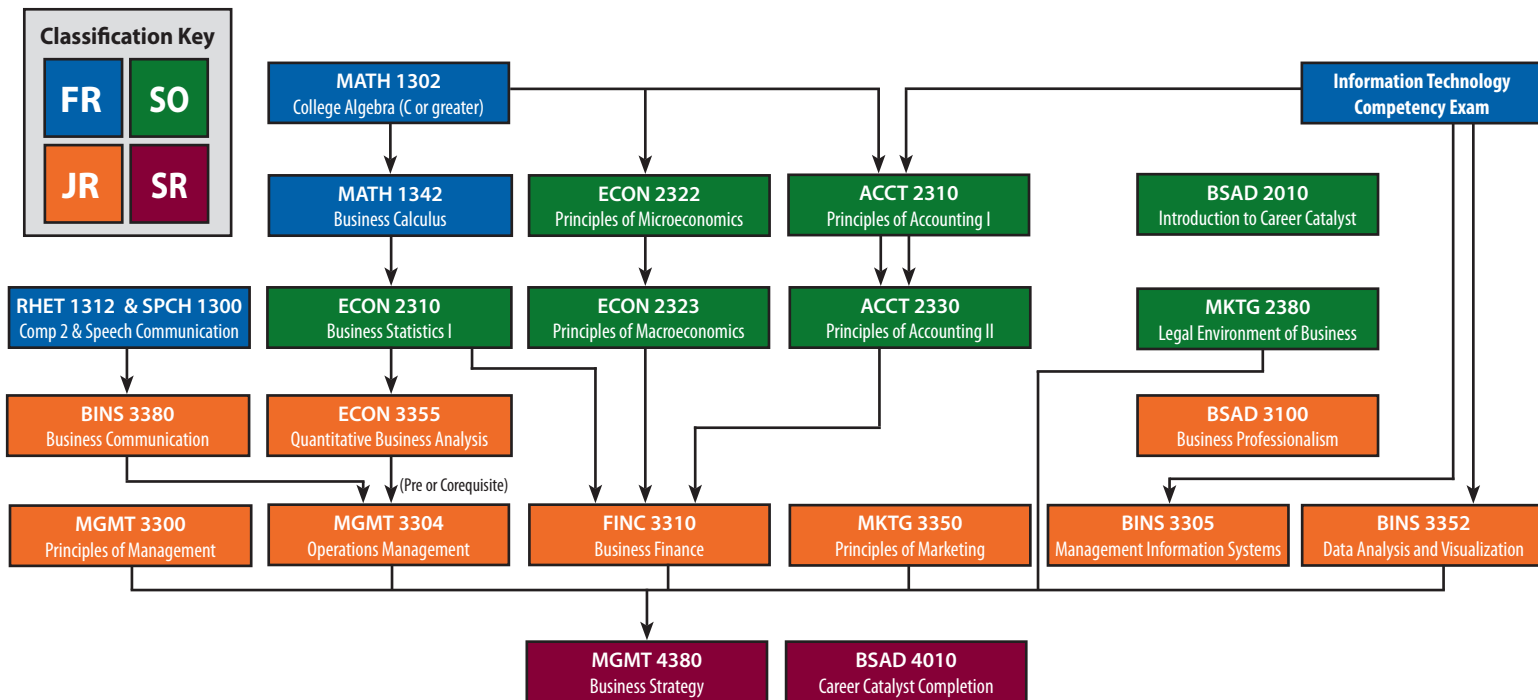 Classification Key
FR
SO
JR
SR
MATH 1302
College Algebra (C or greater)
Information Technology
Competency Exam
MATH 1342
Business Calculus
ECON 2322
Principles of Microeconomics
ACCT 2310
Principles of Accounting I
BSAD 2010
Introduction to Career Catalyst
RHET 1312 & SPCH 1300
Comp 2 & Speech Communication
ECON 2310
Business Statistics I
ECON 2323
Principles of Macroeconomics
ACCT 2330
Principles of Accounting II
MKTG 2380
Legal Environment of Business
BINS 3380
Business Communication
ECON 3355
Quantitative Business Analysis
BSAD 3100
Business Professionalism
(Pre or Corequisite)
MGMT 3300
Principles of Management
MGMT 3304
Operations Management
FINC 3310
Business Finance
MKTG 3350
Principles of Marketing
BINS 3305
Management Information Systems
BINS 3352
Data Analysis and Visualization
MGMT 4380
Business Strategy
BSAD 4010
Career Catalyst Completion